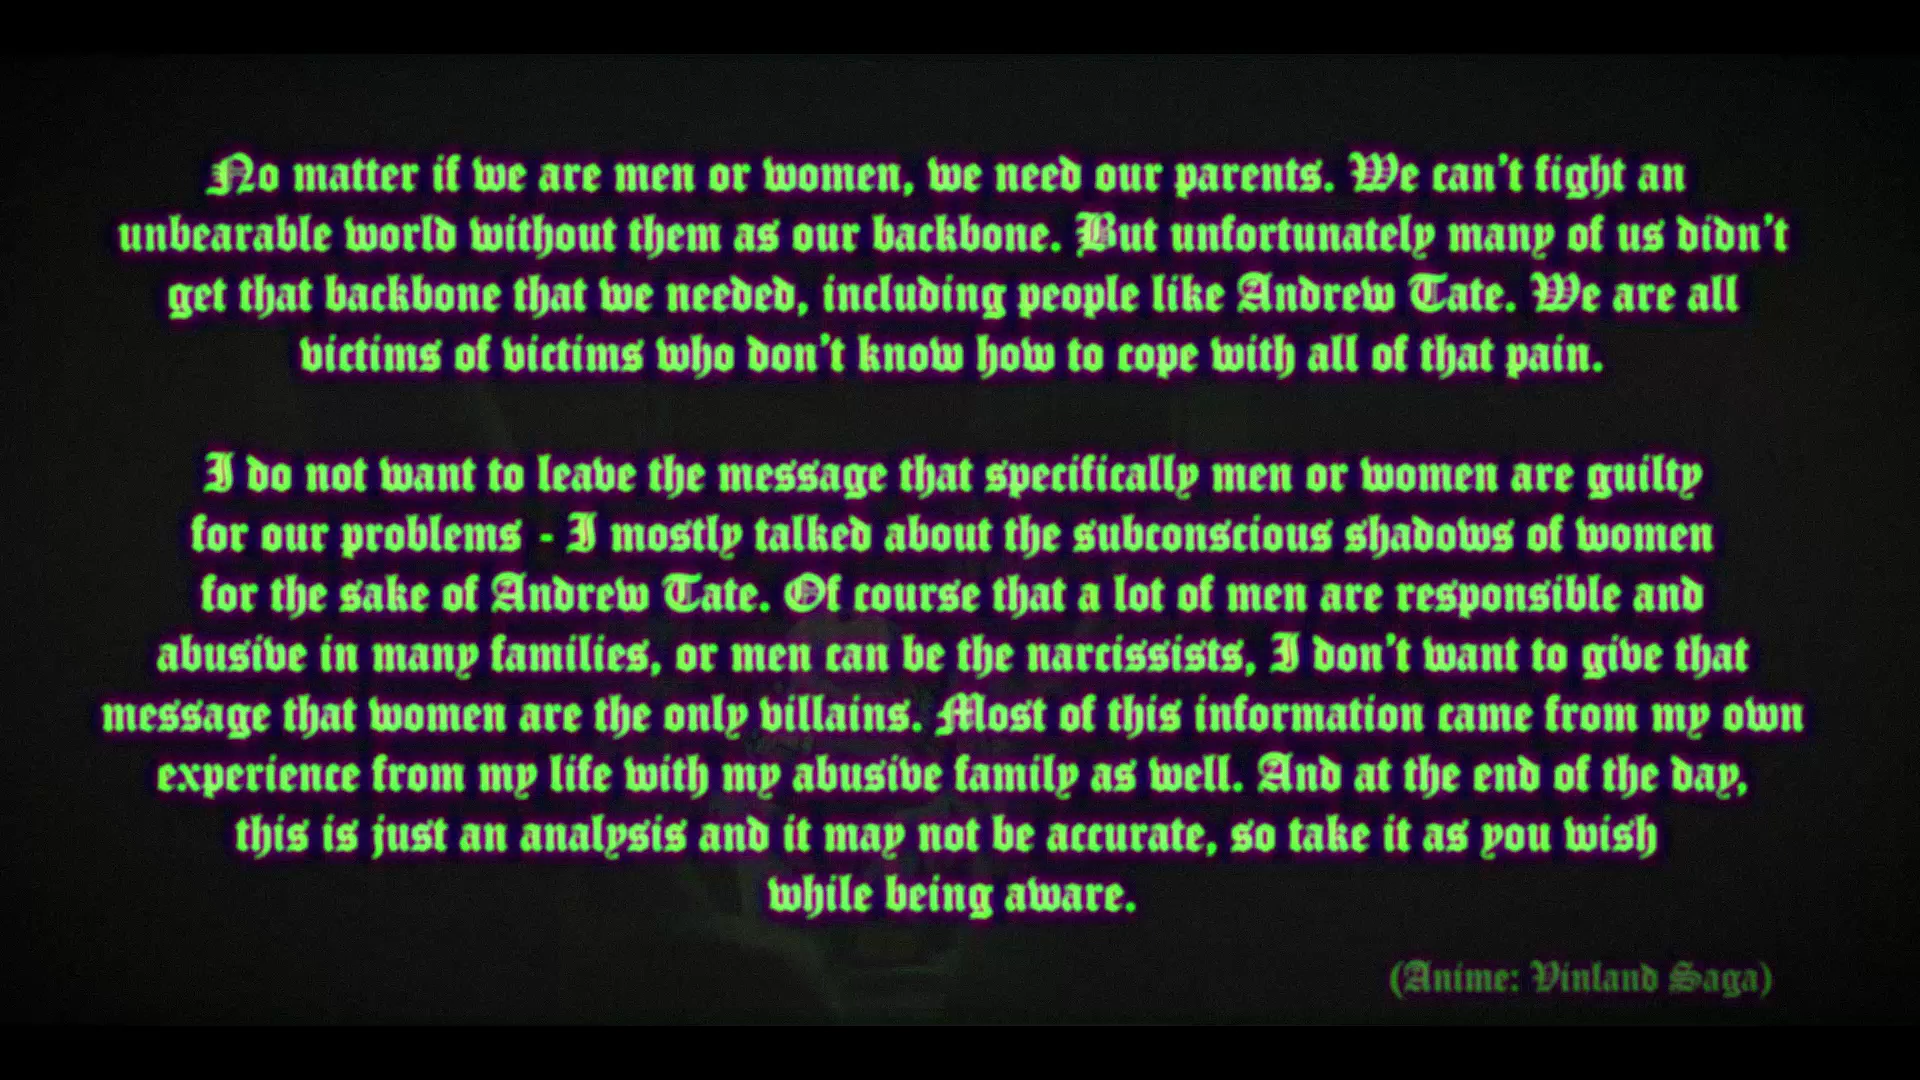 No matter if we are men or women, we need our parents. We can't fight an
unbearable world without them as our backbone. But unfortunately many of us didn't
get that backbone that we needed, including people like Andrew Tate. We are all
victims of victims who don't know how to cope with all of that pain.
I do not want to leave the message that specifically men or women are guilty
for our problems - I mostly talked about the subconscious shadows of women
for the sake of Andrew Tate. Of course that a lot of men are responsible and
abusive in many families, or men can be the narcissists, I don't want to give that
message that women are the only villains. Most of this information came from my own
experience from my life with my abusive family as well. And at the end of the day,
this is just an analysis and it may not be accurate, so take it as you wish
while being aware.
(Anime: Vinland Saga)